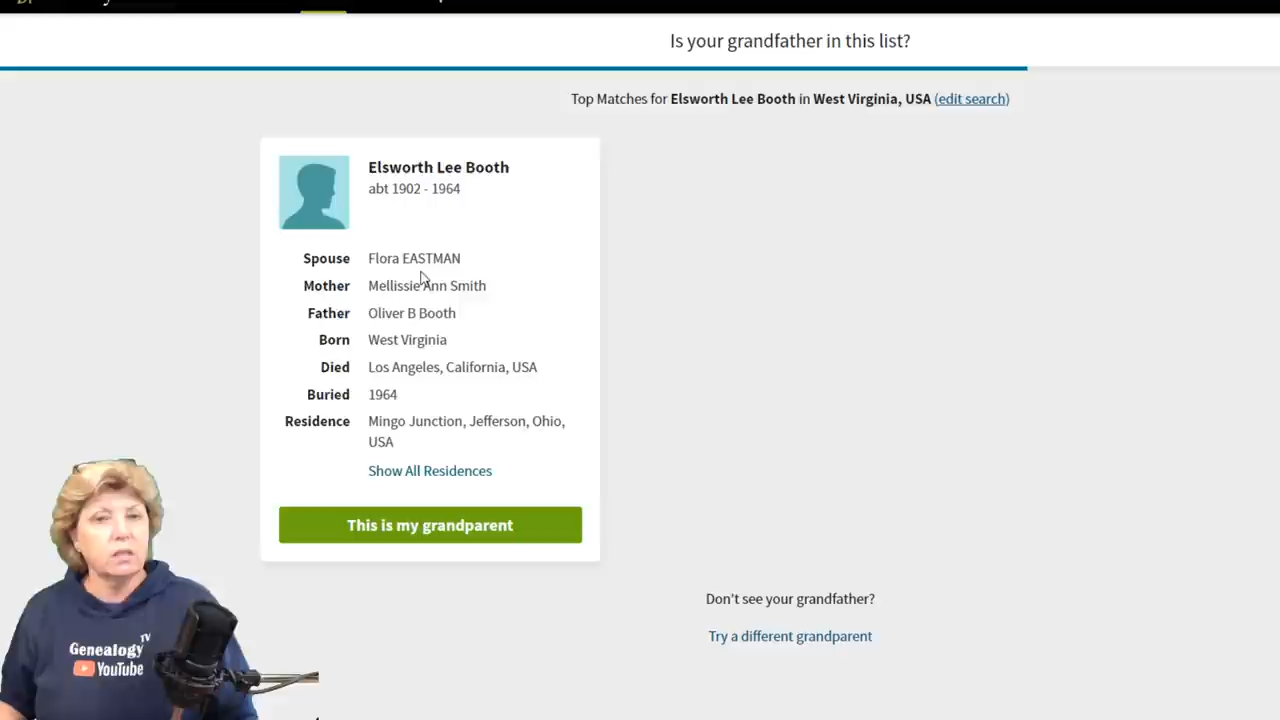 Is your grandfather in this list?
Top Matches for Elsworth Lee Booth in West Virginia, USA (edit search)
Elsworth Lee Booth
abt 1902 - 1964
Spouse Flora EASTMAN
Mother Mellissie Ann Smith
Father Oliver B Booth
Born West Virginia
Died Los Angeles, California, USA
Buried 1964
Residence Mingo Junction, Jefferson, Ohio,
USA
Show All Residences
This is my grandparent
Don't see your grandfather?
Try a different grandparent
Genealogy TV
YouTube